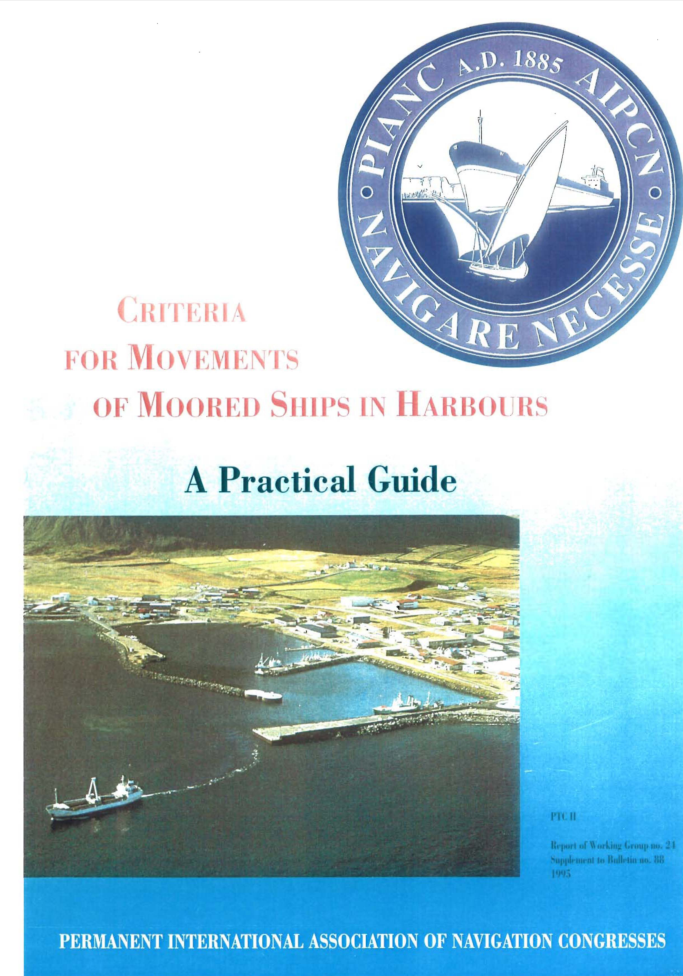 PIANC A.D. 1885 AIPCN
NAVIGARE NECESSE
CRITERIA
FOR MOVEMENTS
OF MOORED SHIPS IN HARBOURS
A Practical Guide
PTC II
Report of Working Group no. 24
Supplement to Bulletin no. 88
1995
PERMANENT INTERNATIONAL ASSOCIATION OF NAVIGATION CONGRESSES